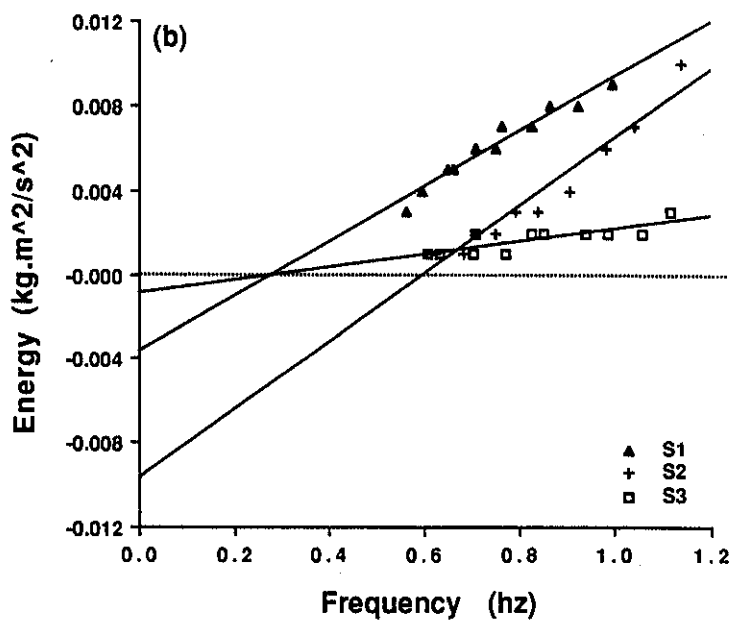 0.012
(b)
0.008
0.004
-0.000
-0.004
-0.008
-0.012
Energy (kg.m^2/s^2)
S1
S2
S3
0.0 0.2 0.4 0.6 0.8 1.0 1.2
Frequency (hz)